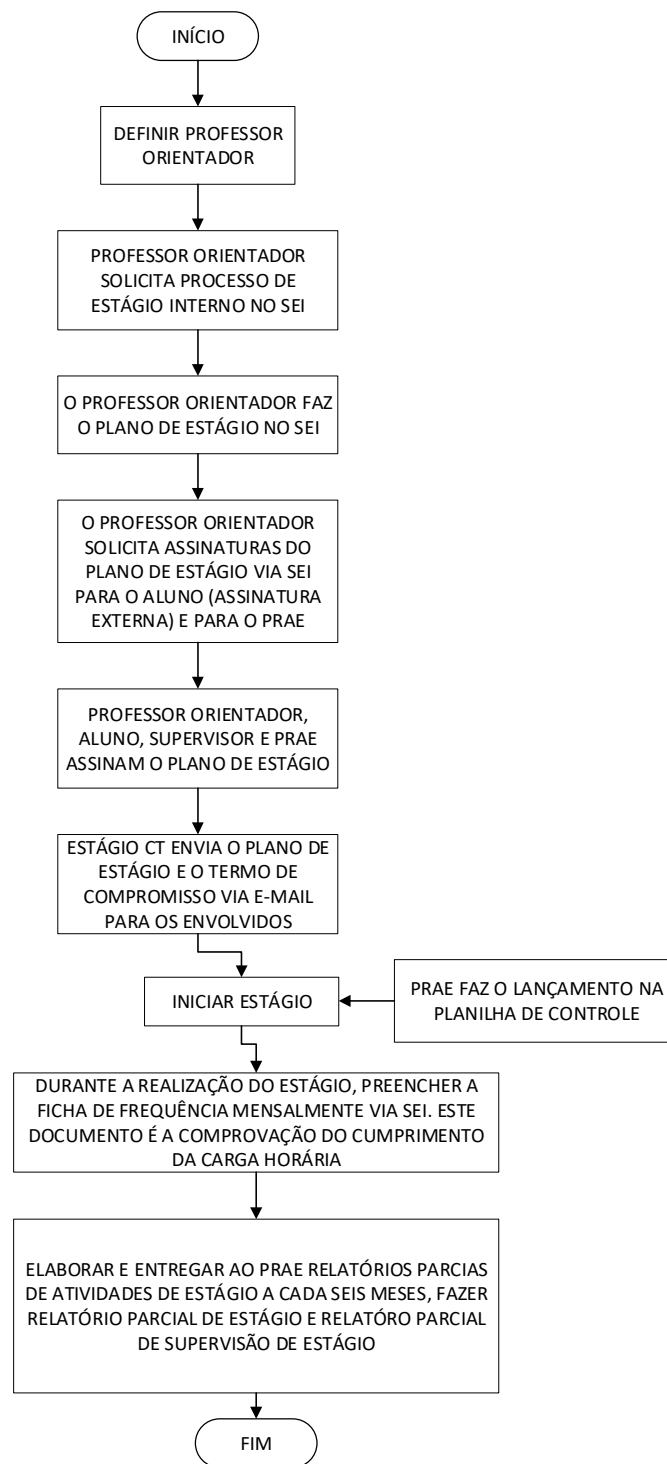 INÍCIO
DEFINIR PROFESSOR
ORIENTADOR
PROFESSOR ORIENTADOR
SOLICITA PROCESSO DE
ESTÁGIO INTERNO NO SEI
O PROFESSOR ORIENTADOR FAZ
O PLANO DE ESTÁGIO NO SEI
O PROFESSOR ORIENTADOR
SOLICITA ASSINATURAS DO
PLANO DE ESTÁGIO VIA SEI
PARA O ALUNO (ASSINATURA
EXTERNA) E PARA O PRAE
PROFESSOR ORIENTADOR,
ALUNO, SUPERVISOR E PRAE
ASSINAM O PLANO DE ESTÁGIO
ESTÁGIO CT ENVIA O PLANO DE
ESTÁGIO E O TERMO DE
COMPROMISSO VIA E-MAIL
PARA OS ENVOLVIDOS
INICIAR ESTÁGIO
PRAE FAZ O LANÇAMENTO NA
PLANILHA DE CONTROLE
DURANTE A REALIZAÇÃO DO ESTÁGIO, PREENCHER A
FICHA DE FREQUÊNCIA MENSALMENTE VIA SEI. ESTE
DOCUMENTO É A COMPROVAÇÃO DO CUMPRIMENTO
DA CARGA HORÁRIA
ELABORAR E ENTREGAR AO PRAE RELATÓRIOS PARCIAS
DE ATIVIDADES DE ESTÁGIO A CADA SEIS MESES, FAZER
RELATÓRIO PARCIAL DE ESTÁGIO E RELATÓRO PARCIAL
DE SUPERVISÃO DE ESTÁGIO
FIM